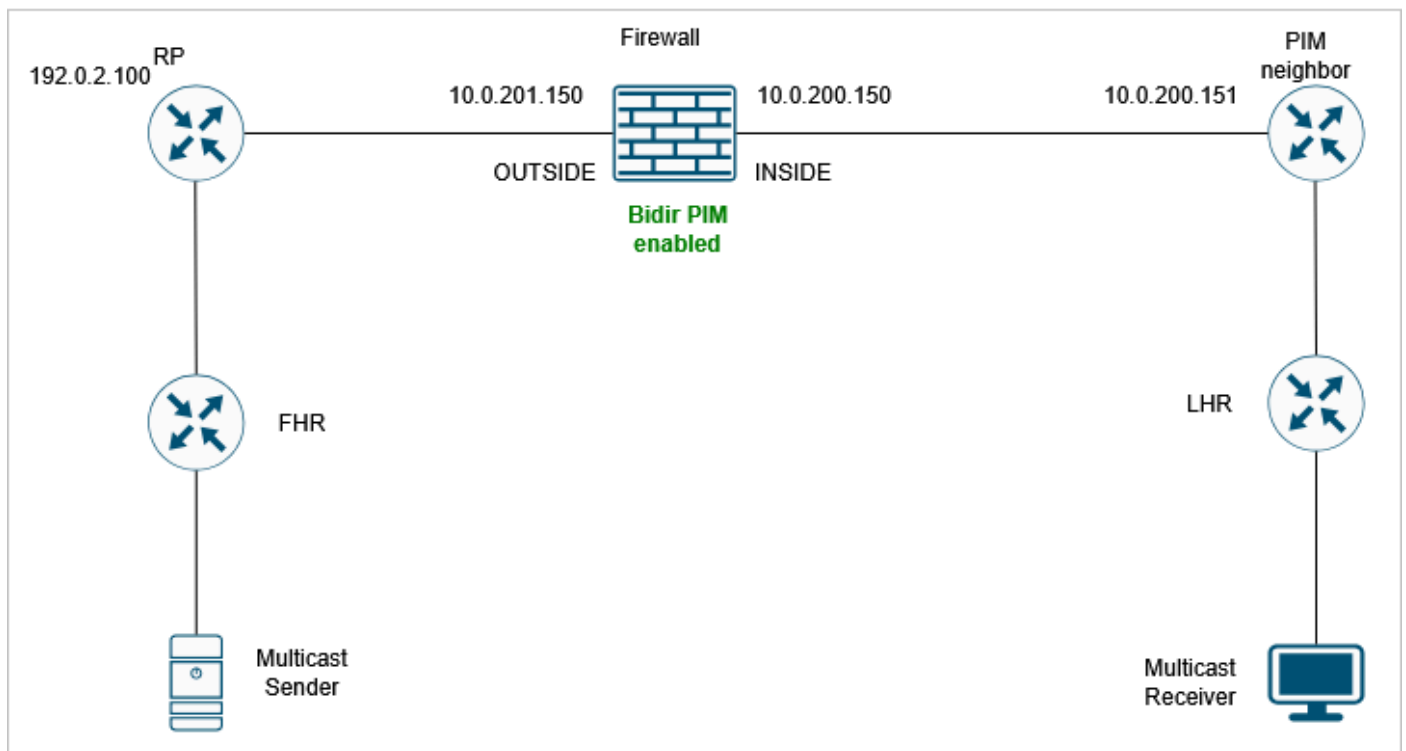 Firewall
PIM
neighbor
RP
192.0.2.100
10.0.201.150
10.0.200.150
10.0.200.151
OUTSIDE
INSIDE
Bidir PIM
enabled
FHR
LHR
Multicast
Sender
Multicast
Receiver